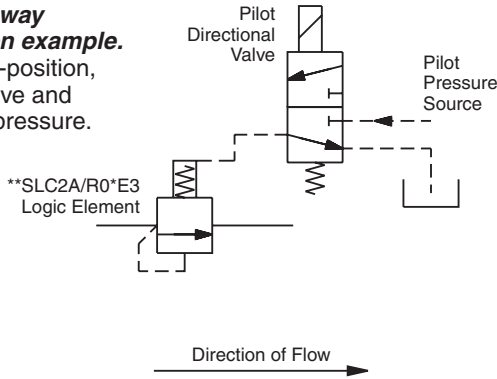 way
n example.
-position,
ve and
pressure.
Pilot
Directional
Valve
Pilot
Pressure
Source
**SLC2A/R0*E3
Logic Element
Direction of Flow